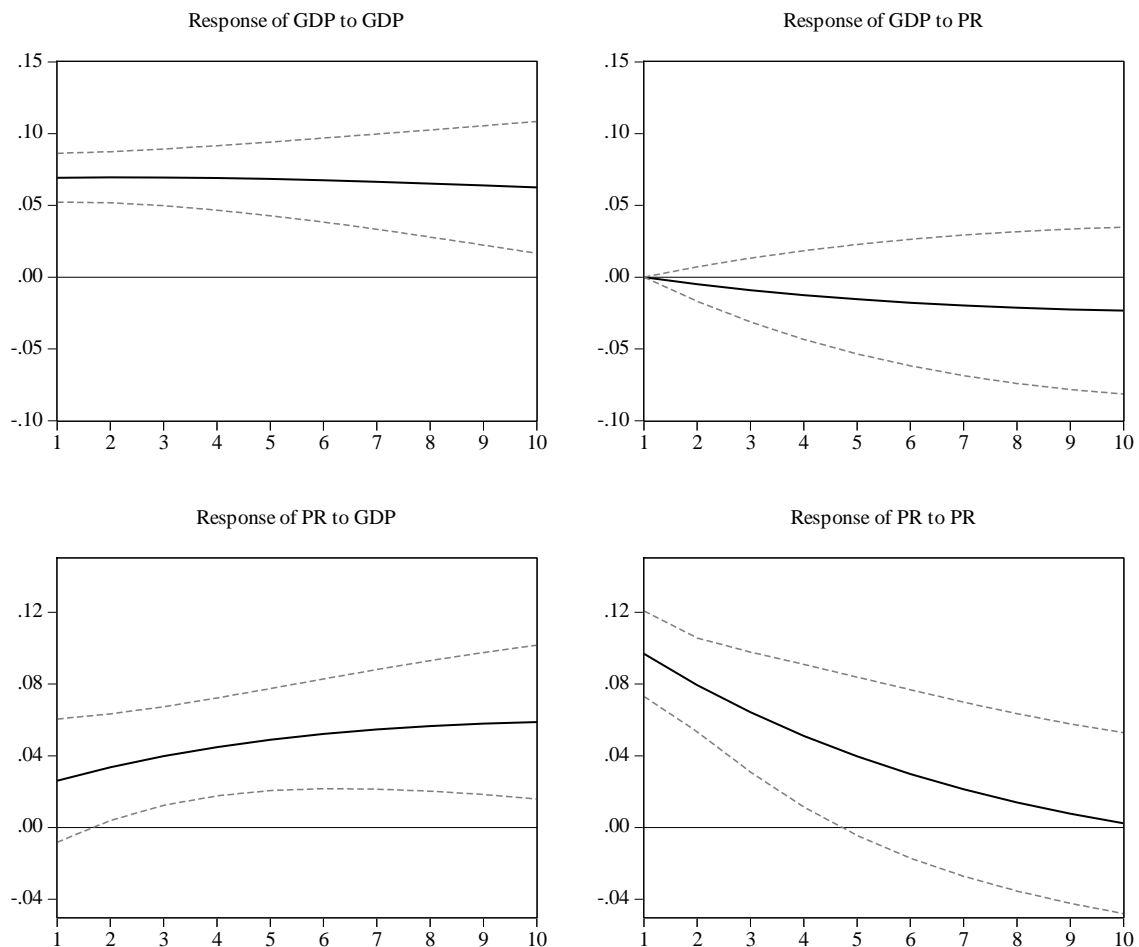 Response of GDP to GDP
.15
.10
.05
.00
-.05
-.10
1 2 3 4 5 6 7 8 9 10
Response of GDP to PR
.15
.10
.05
.00
-.05
-.10
1 2 3 4 5 6 7 8 9 10
Response of PR to GDP
.12
.08
.04
.00
-.04
1 2 3 4 5 6 7 8 9 10
Response of PR to PR
.12
.08
.04
.00
-.04
1 2 3 4 5 6 7 8 9 10